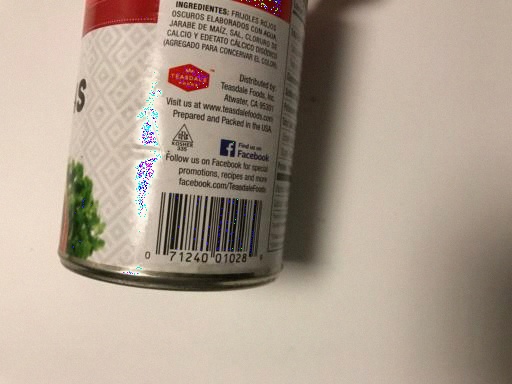 INGREDIENTES: FRIJOLES ROJOS
OSCUROS ELABORADOS CON AGUA,
JARABE DE MAÍZ, SAL, CLORURO DE
CALCIO Y EDETATO CÁLCICO DISÓDICO
(AGREGADO PARA CONSERVAR EL COLOR)
TEASDALE
FOODS
Distributed by:
Teasdale Foods, Inc.
Atwater, CA 95301
Visit us at www.teasdalefoods.com
Prepared and Packed in the USA
KOSHER
335
Find us on
Facebook
Follow us on Facebook for special
promotions, recipes and more
facebook.com/TeasdaleFoods
S
0 71240 01028